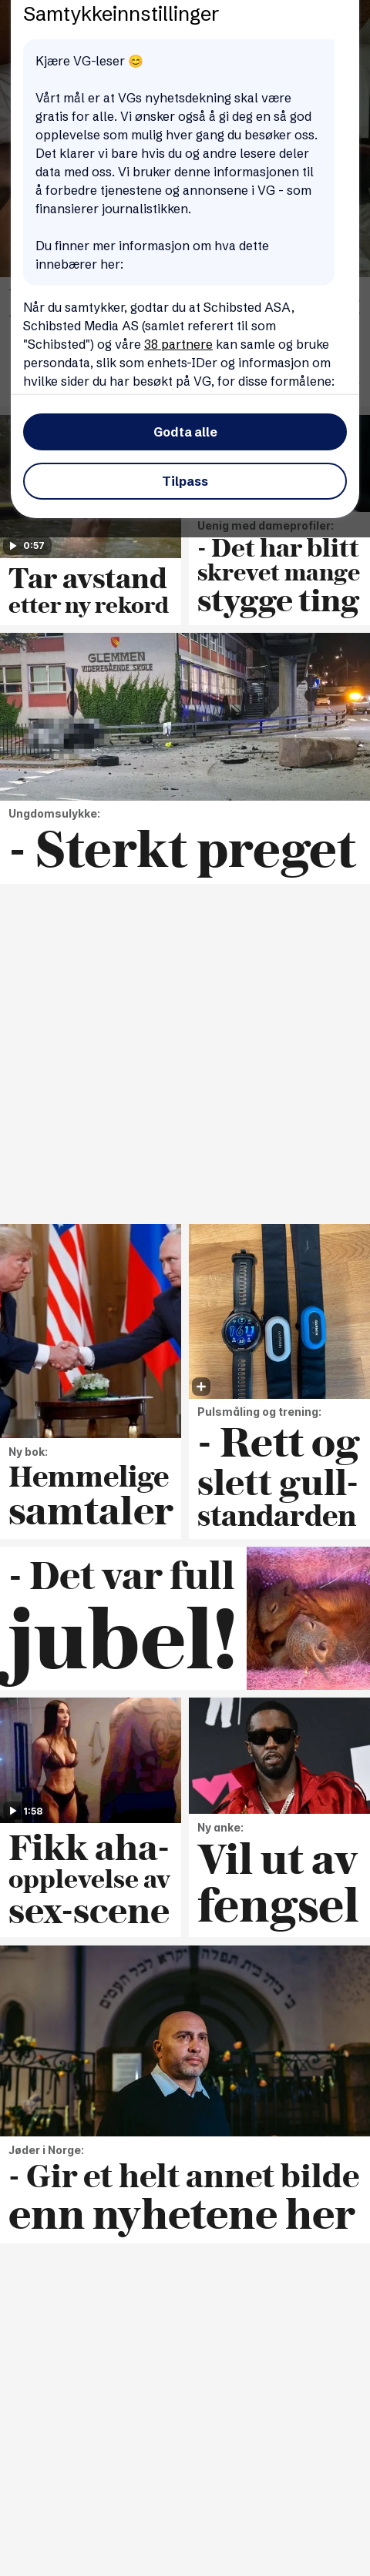 Samtykkeinnstillinger
Kjære VG-leser 😊
Vårt mål er at VGs nyhetsdekning skal være
gratis for alle. Vi ønsker også å gi deg en så god
opplevelse som mulig hver gang du besøker oss.
Det klarer vi bare hvis du og andre lesere deler
data med oss. Vi bruker denne informasjonen til
å forbedre tjenestene og annonsene i VG - som
finansierer journalistikken.
Du finner mer informasjon om hva dette
innebærer her:
Når du samtykker, godtar du at Schibsted ASA,
Schibsted Media AS (samlet referert til som
"Schibsted") og våre 38 partnere kan samle og bruke
persondata, slik som enhets-IDer og informasjon om
hvilke sider du har besøkt på VG, for disse formålene:
Godta alle
Tilpass
0:57
Tar avstand
etter ny rekord
Uenig med dameprofiler:
- Det har blitt
skrevet mange
stygge ting
GLEMMEN
VIDEREGÅENDE SKOLE
Ungdomsulykke:
- Sterkt preget
Ny bok:
Hemmelige
samtaler
Pulsmåling og trening:
- Rett og
slett gull-
standarden
- Det var full
jubel!
1:58
Fikk aha-
opplevelse av
sex-scene
Ny anke:
Vil ut av
fengsel
Jøder i Norge:
- Gir et helt annet bilde
enn nyhetene her